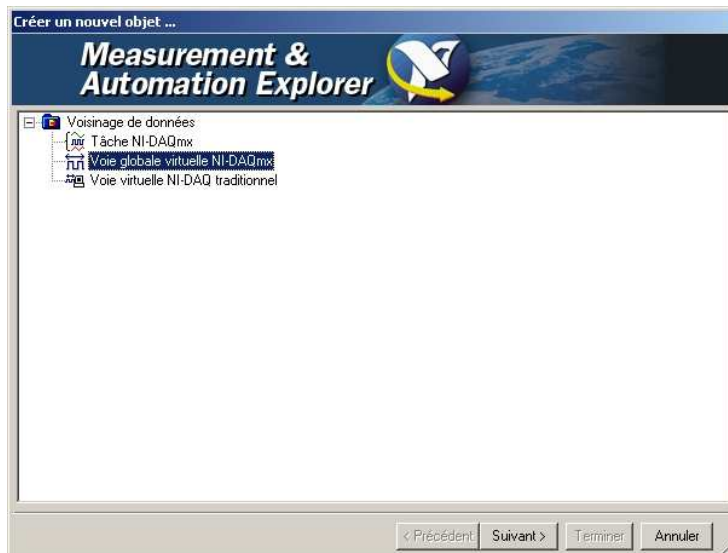 Créer un nouvel objet ...
Measurement &
Automation Explorer
Voisinage de données
Tâche NI-DAQmx
Voie globale virtuelle NI-DAQmx
Voie virtuelle NI-DAQ traditionnel
< Précédent
Suivant >
Terminer
Annuler